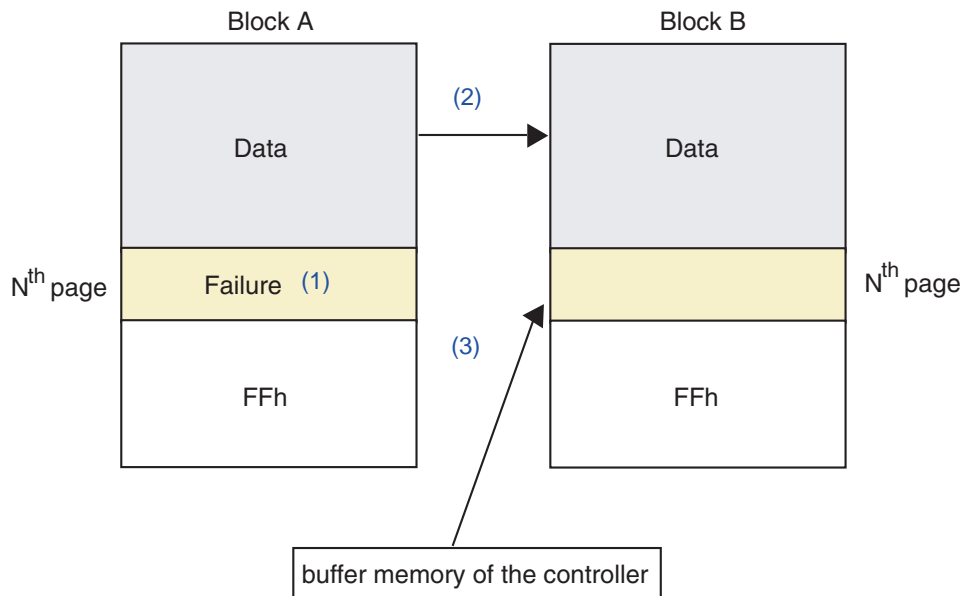 Block A
Block B
(2)
Data
Data
Nth page
Failure (1)
Nth page
(3)
FFh
FFh
buffer memory of the controller